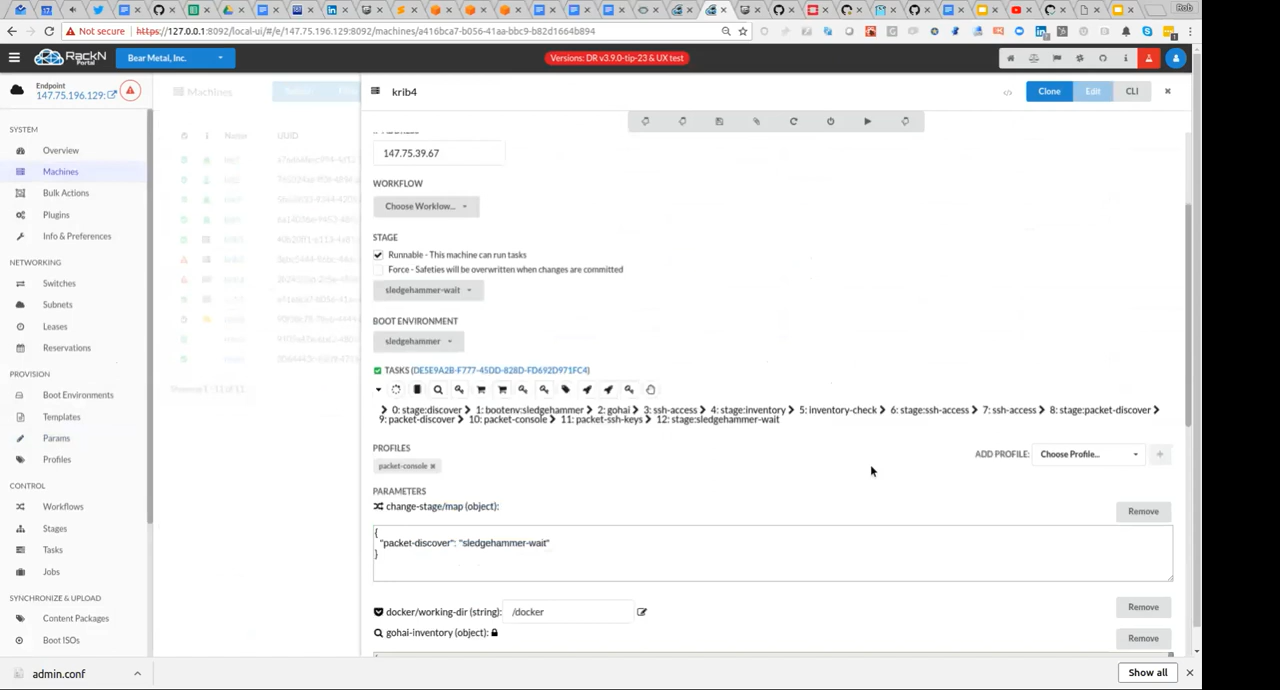 Rob
Not secure https://127.0.0.1:8092/local-ui/#/e/147.75.196.129:8092/machines/a416bca7-b056-41aa-bbc9-b82d1664b894
RackN
Portal
Bear Metal, Inc.
Versions: DR v3.9.0-tip-23 & UX test
Endpoint
147.75.196.129:
SYSTEM
Overview
Machines
Bulk Actions
Plugins
Info & Preferences
NETWORKING
Switches
Subnets
Leases
Reservations
PROVISION
Boot Environments
Templates
Params
Profiles
CONTROL
Workflows
Stages
Tasks
Jobs
SYNCHRONIZE & UPLOAD
Content Packages
Boot ISOs
Machines
Name
UUID
krib4
Clone
Edit
CLI
147.75.39.67
WORKFLOW
Choose Workflow...
STAGE
Runnable - This machine can run tasks
Force - Safeties will be overwritten when changes are committed
sledgehammer-wait
BOOT ENVIRONMENT
sledgehammer
TASKS (DE5E9A2B-F777-45DD-828D-FD692D971FC4)
0: stage:discover 1: bootenv:sledgehammer 2: gohai 3: ssh-access 4: stage:inventory 5: inventory-check 6: stage:ssh-access 7: ssh-access 8: stage:packet-discover
9: packet-discover 10: packet-console 11: packet-ssh-keys 12: stage:sledgehammer-wait
PROFILES
packet-console
ADD PROFILE: Choose Profile...
PARAMETERS
change-stage/map (object):
Remove
{
"packet-discover": "sledgehammer-wait"
}
docker/working-dir (string): /docker
Remove
gohai-inventory (object):
Remove
admin.conf
Show all